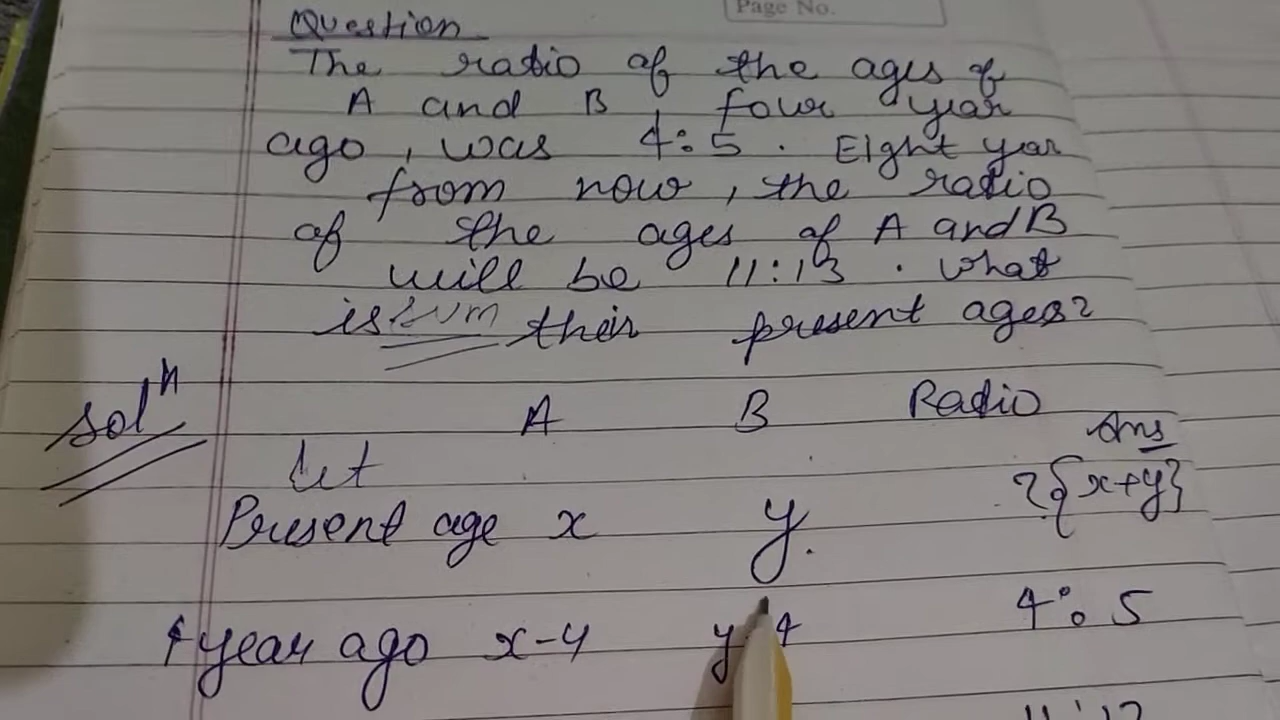 Page No.
Question
The ratio of the ages of
A and B, four year
ago, was 4:5. Eight year
from now, the ratio
of the ages of A and B
will be 11:13. What
is sum their present ages?
Solⁿ
A B Ratio
Ans
Let
Present age x y. ?{x+y}
4 year ago x-4 y-4 4:5